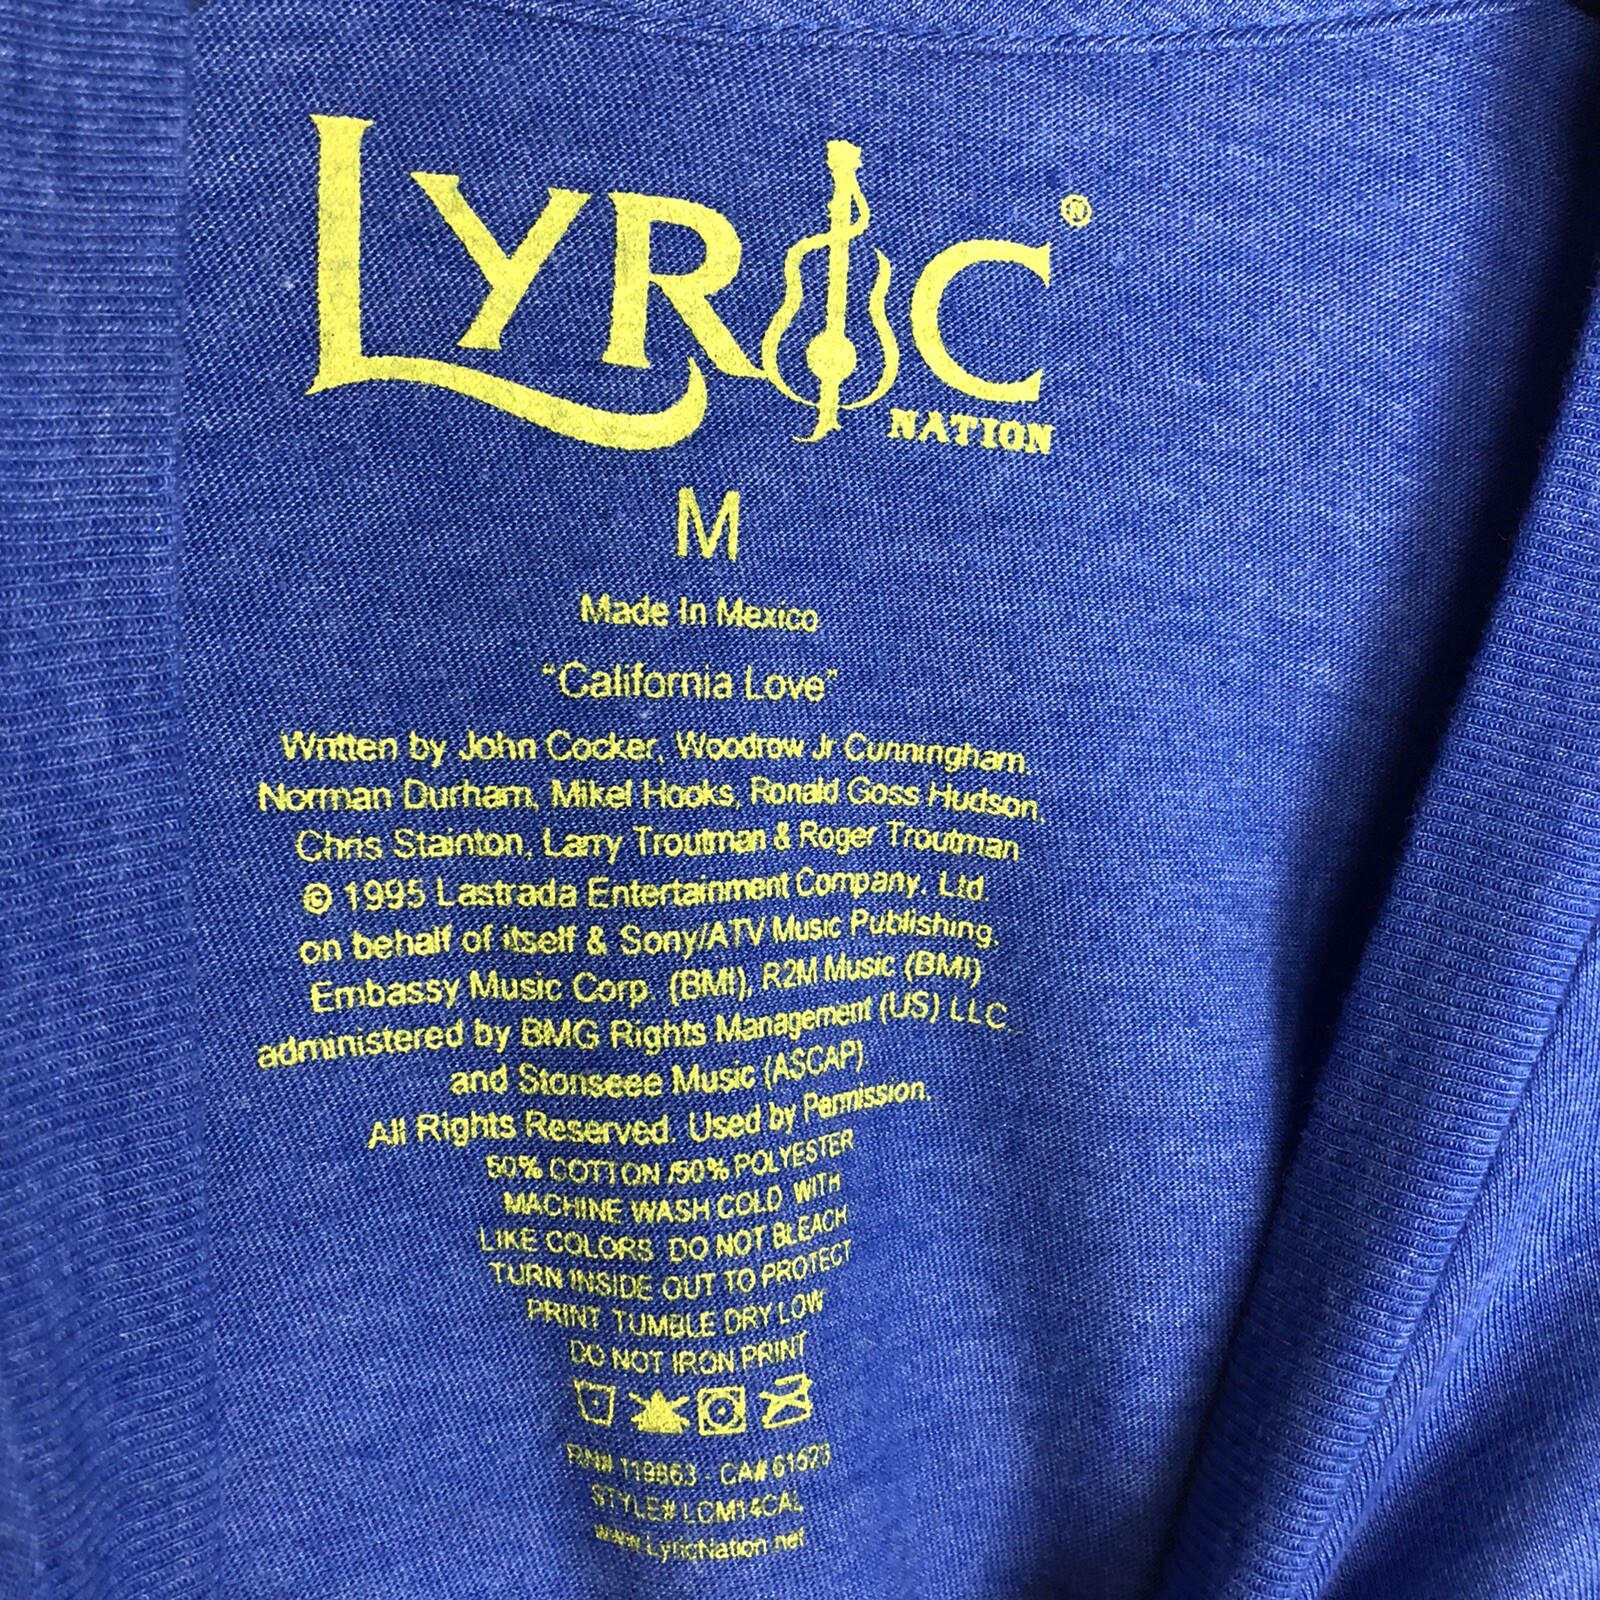 LYRIC ®
NATION
M
Made In Mexico
“California Love”
Written by John Cocker, Woodrow Jr Cunningham,
Norman Durham, Mikel Hooks, Ronald Goss Hudson,
Chris Stainton, Larry Troutman & Roger Troutman
© 1995 Lastrada Entertainment Company, Ltd.
on behalf of itself & Sony/ATV Music Publishing,
Embassy Music Corp. (BMI), R2M Music (BMI)
administered by BMG Rights Management (US) LLC.
and Stonseee Music (ASCAP)
All Rights Reserved. Used by Permission.
50% COTTON /50% POLYESTER
MACHINE WASH COLD WITH
LIKE COLORS DO NOT BLEACH
TURN INSIDE OUT TO PROTECT
PRINT TUMBLE DRY LOW
DO NOT IRON PRINT
RN# 119863 - CA#
STYLE# LCM14CAL
www.LyricNation.net